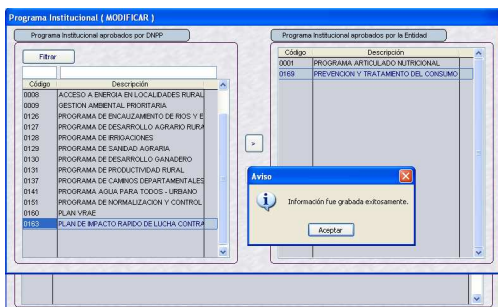 Programa Institucional ( MODIFICAR )
Programa Institucional aprobados por DNPP
Filtrar
Código Descripción
0008 ACCESO A ENERGIA EN LOCALIDADES RURAL
0009 GESTION AMBIENTAL PRIORITARIA
0126 PROGRAMA DE ENCAUZAMIENTO DE RIOS Y E
0127 PROGRAMA DE DESARROLLO AGRARIO RURA
0128 PROGRAMA DE IRRIGACIONES
0129 PROGRAMA DE SANIDAD AGRARIA
0130 PROGRAMA DE DESARROLLO GANADERO
0131 PROGRAMA DE PRODUCTIVIDAD RURAL
0137 PROGRAMA DE CAMINOS DEPARTAMENTALES
0141 PROGRAMA AGUA PARA TODOS - URBANO
0151 PROGRAMA DE NORMALIZACION Y CONTROL
0160 PLAN VRAE
0163 PLAN DE IMPACTO RAPIDO DE LUCHA CONTRA
>
Programa Institucional aprobados por la Entidad
Código Descripción
0001 PROGRAMA ARTICULADO NUTRICIONAL
0169 PREVENCION Y TRATAMIENTO DEL CONSUMO
Aviso
Información fue grabada exitosamente.
Aceptar